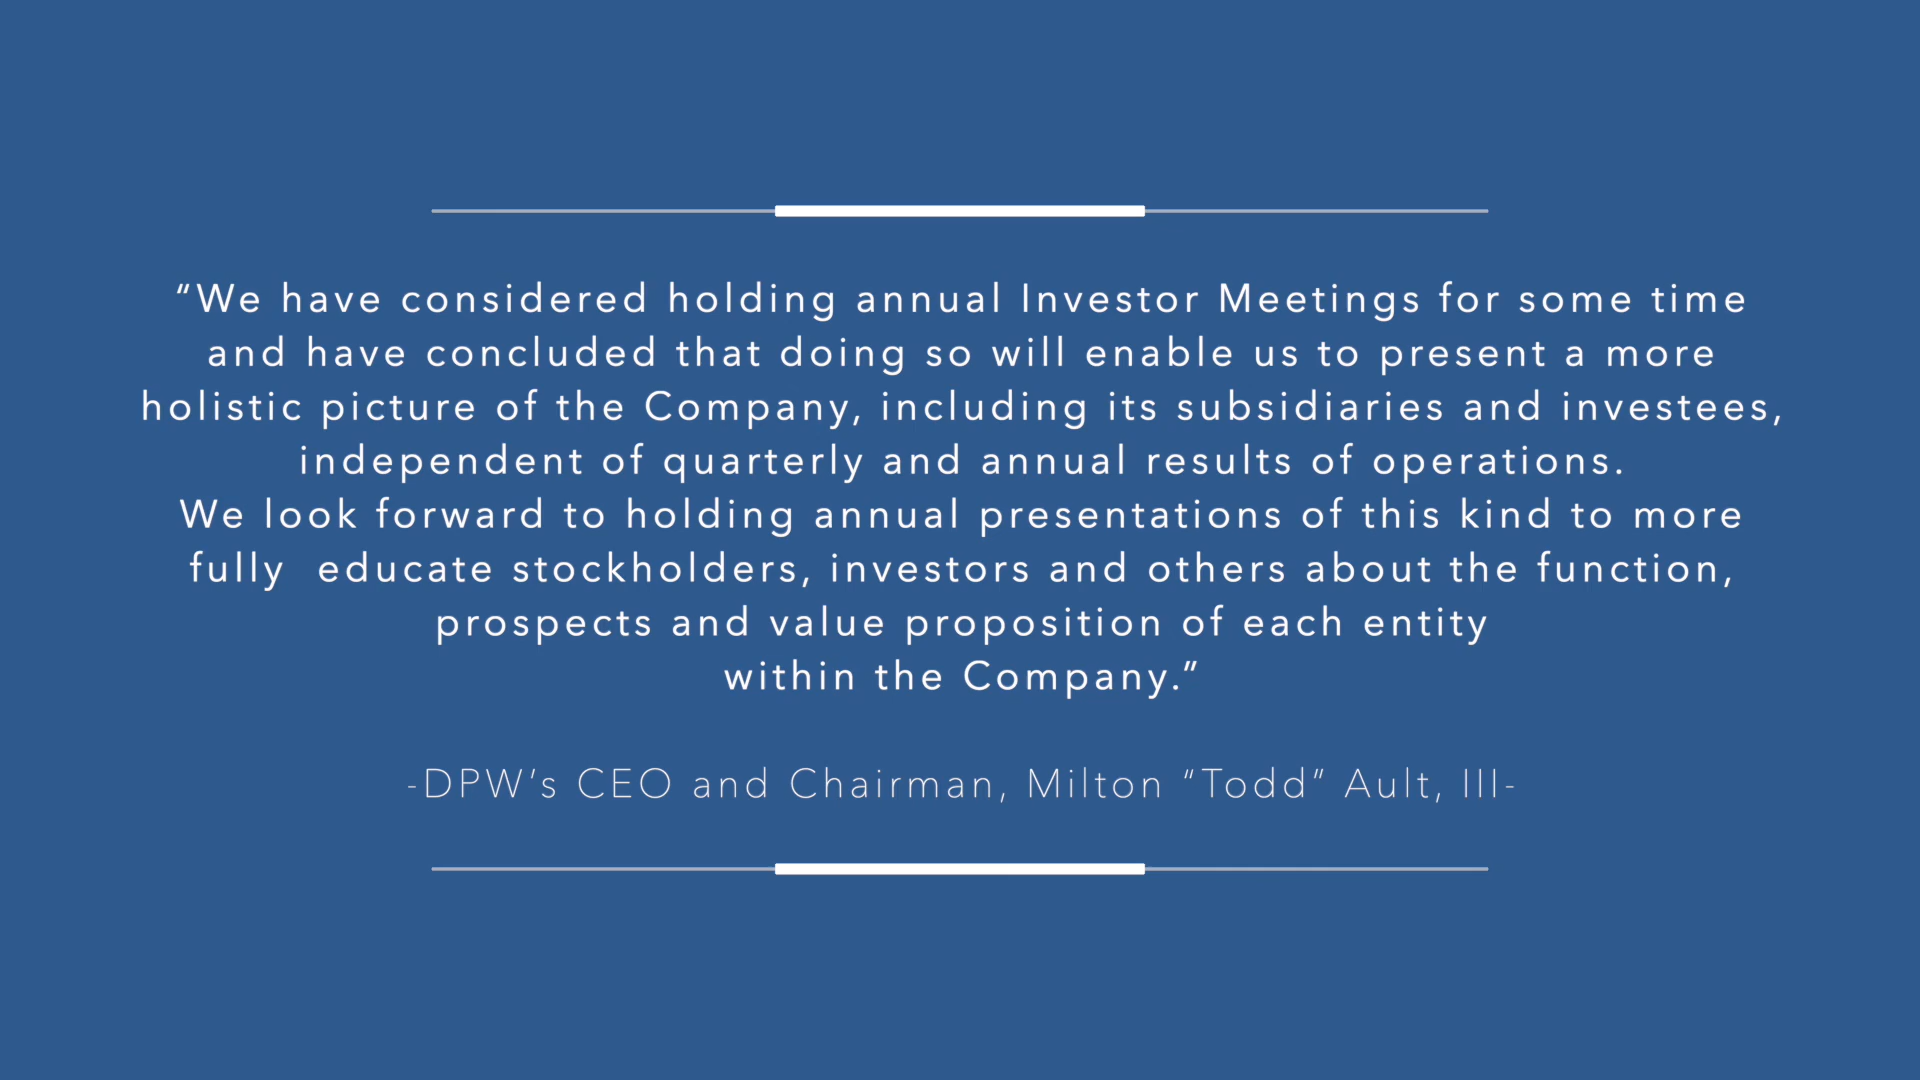 “We have considered holding annual Investor Meetings for some time
and have concluded that doing so will enable us to present a more
holistic picture of the Company, including its subsidiaries and investees,
independent of quarterly and annual results of operations.
We look forward to holding annual presentations of this kind to more
fully  educate stockholders, investors and others about the function,
prospects and value proposition of each entity
within the Company.”
-DPW’s CEO and Chairman, Milton “Todd” Ault, III-